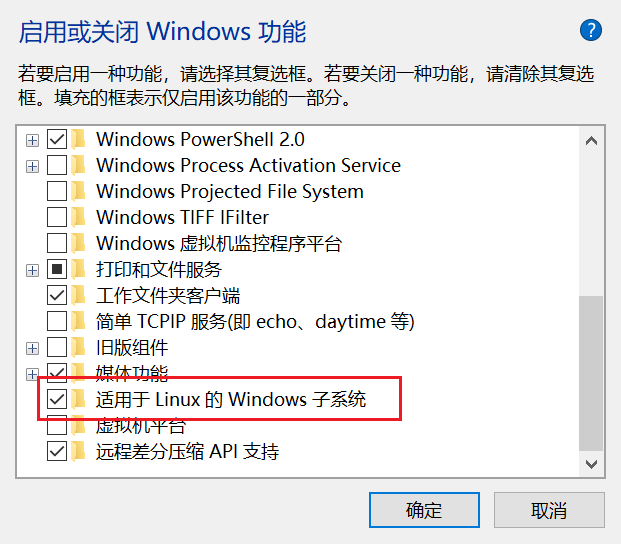 启用或关闭 Windows 功能
?
若要启用一种功能，请选择其复选框。若要关闭一种功能，请清除其复选
框。填充的框表示仅启用该功能的一部分。
Windows PowerShell 2.0
Windows Process Activation Service
Windows Projected File System
Windows TIFF IFilter
Windows 虚拟机监控程序平台
打印和文件服务
工作文件夹客户端
简单 TCPIP 服务(即 echo、daytime 等)
旧版组件
媒体功能
适用于 Linux 的 Windows 子系统
虚拟机平台
远程差分压缩 API 支持
确定 取消